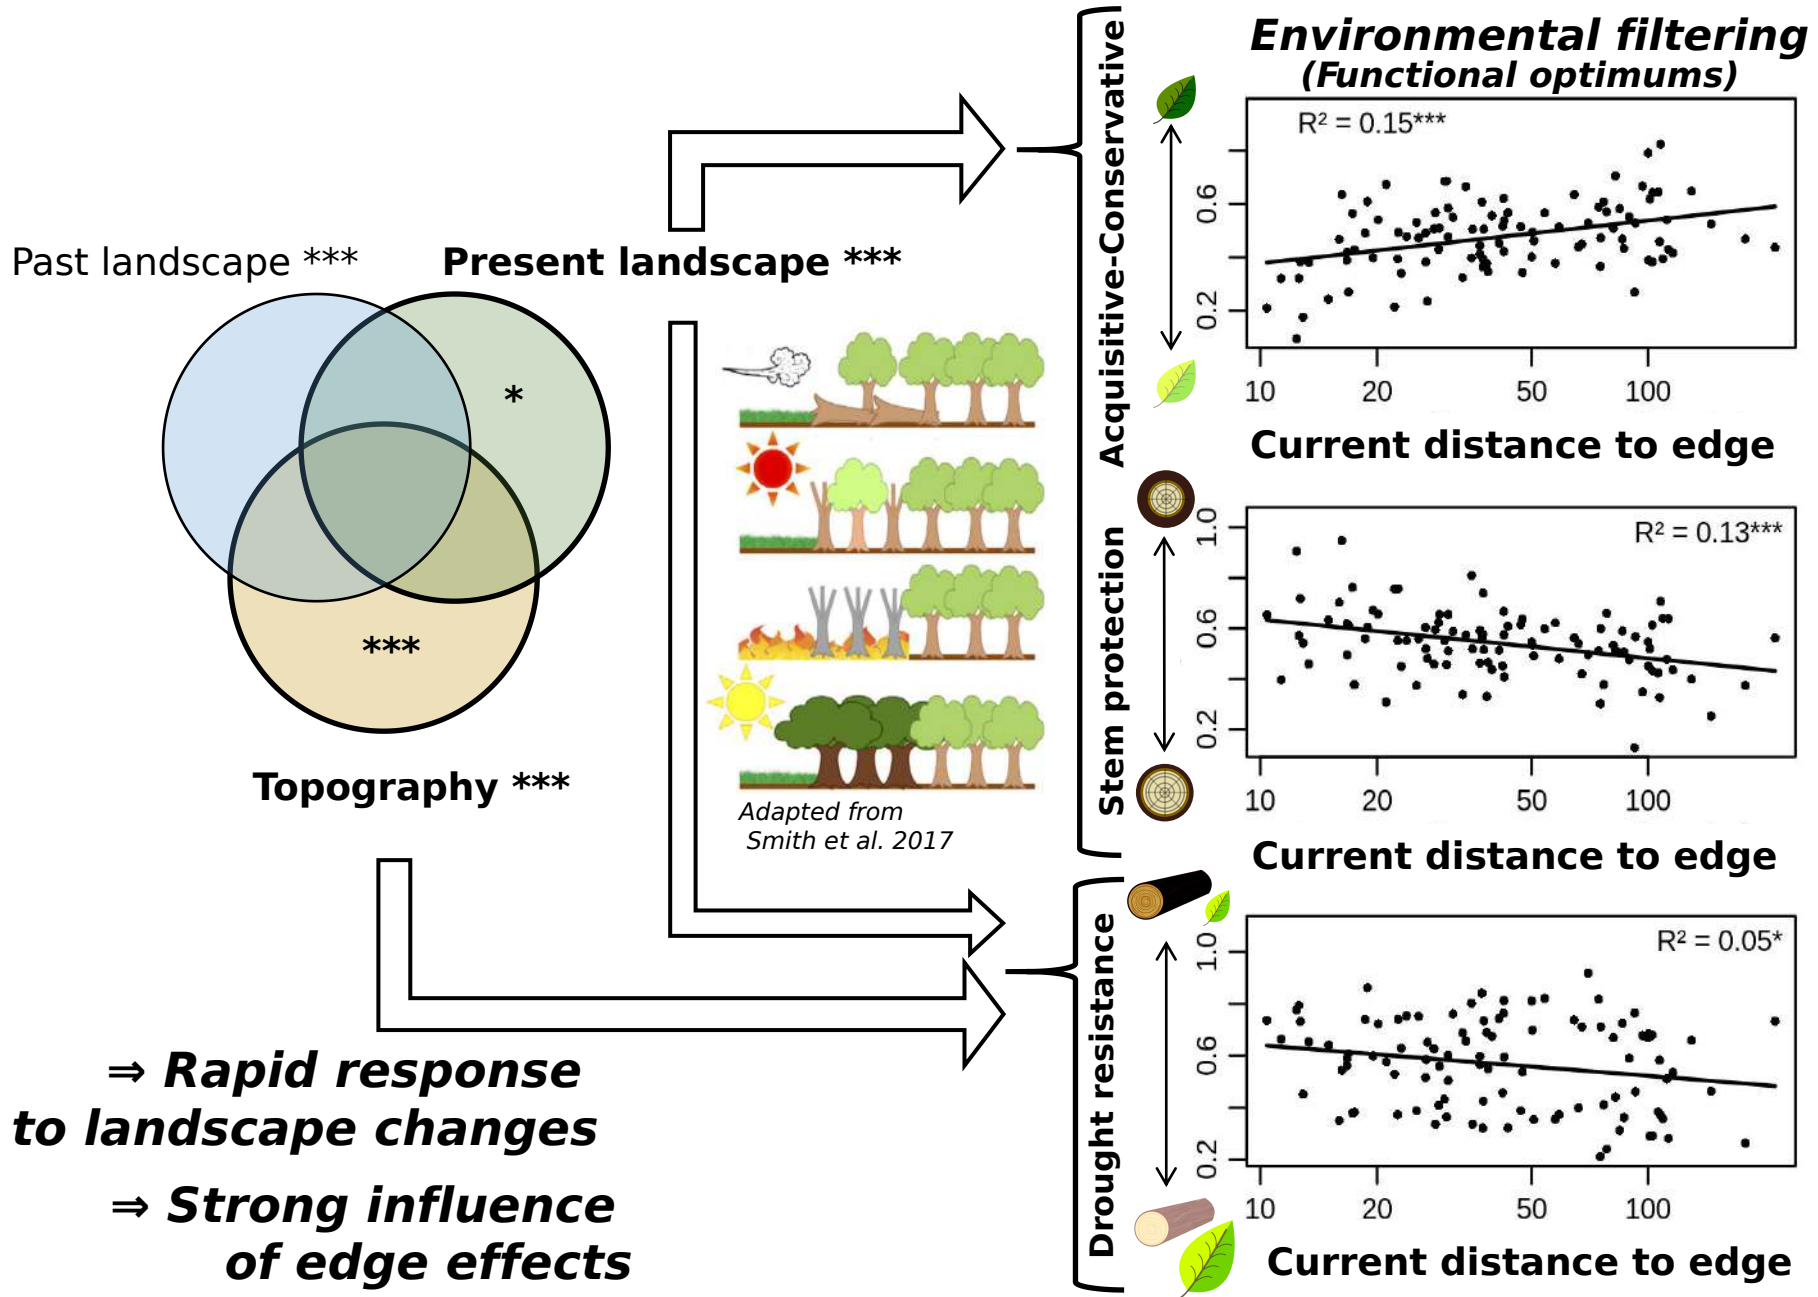 Environmental filtering
(Functional optimums)
Past landscape ***
Present landscape ***
*
***
Topography ***
Adapted from
Smith et al. 2017
⇒ Rapid response
to landscape changes
⇒ Strong influence
of edge effects
Acquisitive-Conservative
R² = 0.15***
0.6
0.2
10 20 50 100
Current distance to edge
Stem protection
R² = 0.13***
1.0
0.6
0.2
10 20 50 100
Current distance to edge
Drought resistance
R² = 0.05*
1.0
0.6
0.2
10 20 50 100
Current distance to edge